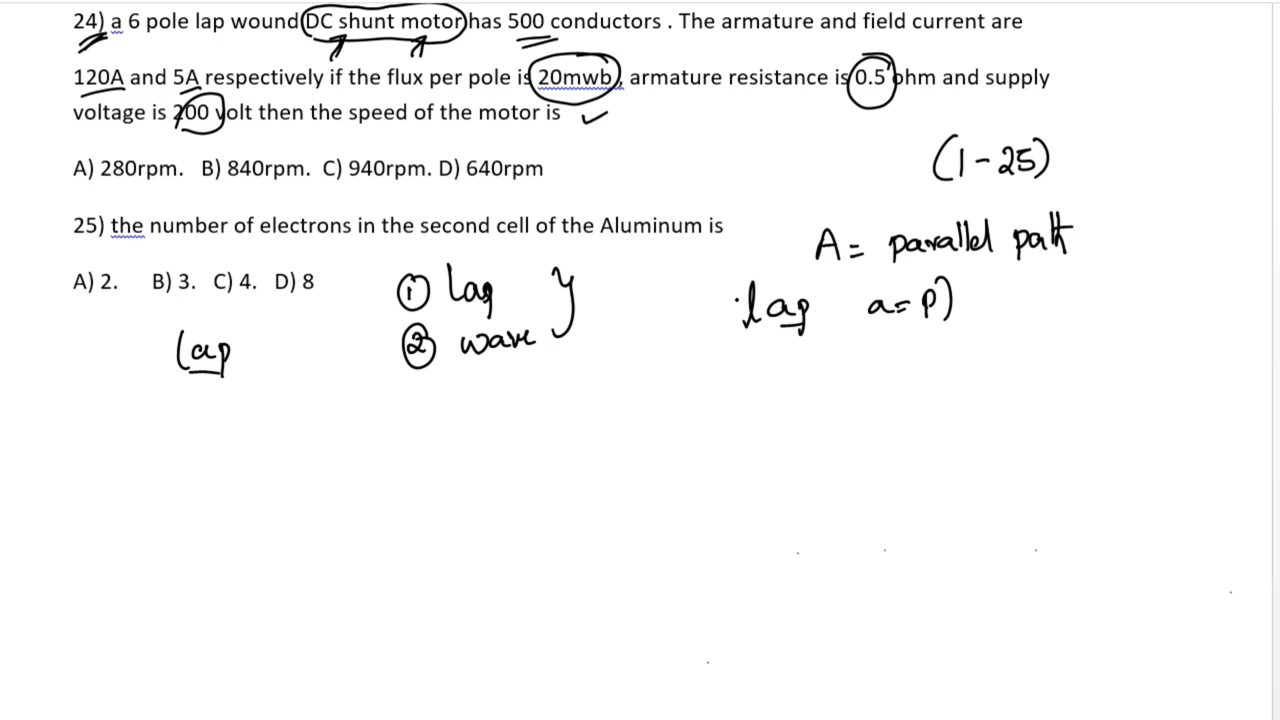 24) a 6 pole lap wound DC shunt motor has 500 conductors . The armature and field current are
120A and 5A respectively if the flux per pole is 20mwb, armature resistance is 0.5 ohm and supply
voltage is 200 volt then the speed of the motor is
(1-25)
A) 280rpm. B) 840rpm. C) 940rpm. D) 640rpm
25) the number of electrons in the second cell of the Aluminum is
A= parallel path
A) 2. B) 3. C) 4. D) 8
① lap
lap a=p)
② wave
lap